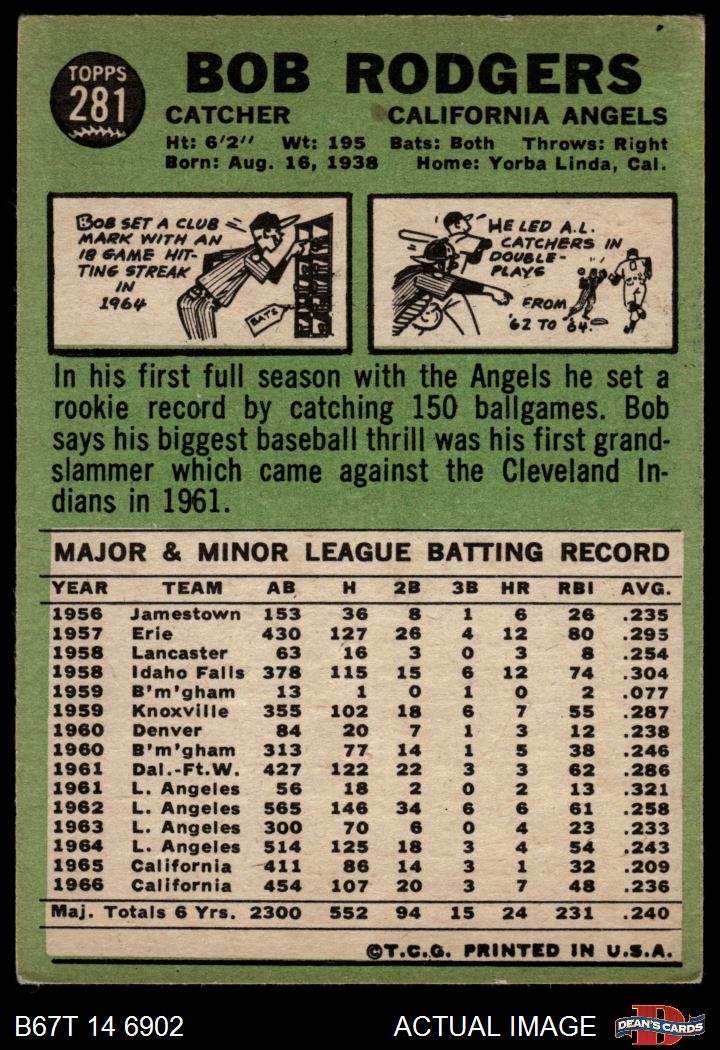 TOPPS
281
BOB RODGERS
CATCHER CALIFORNIA ANGELS
Ht: 6'2" Wt: 195 Bats: Both Throws: Right
Born: Aug. 16, 1938 Home: Yorba Linda, Cal.
BOB SET A CLUB
MARK WITH AN
18 GAME HIT-
TING STREAK
IN
1964
BATS
HE LED A.L.
CATCHERS IN
DOUBLE-
PLAYS
FROM
'62 TO '64.
In his first full season with the Angels he set a
rookie record by catching 150 ballgames. Bob
says his biggest baseball thrill was his first grand-
slammer which came against the Cleveland In-
dians in 1961.
MAJOR & MINOR LEAGUE BATTING RECORD
YEAR TEAM AB H 2B 3B HR RBI AVG.
1956 Jamestown 153 36 8 1 6 26 .235
1957 Erie 430 127 26 4 12 80 .295
1958 Lancaster 63 16 3 0 3 8 .254
1958 Idaho Falls 378 115 15 6 12 74 .304
1959 B'm'gham 13 1 0 1 0 2 .077
1959 Knoxville 355 102 18 6 7 55 .287
1960 Denver 84 20 7 1 3 12 .238
1960 B'm'gham 313 77 14 1 5 38 .246
1961 Dal.-Ft.W. 427 122 22 3 3 62 .286
1961 L. Angeles 56 18 2 0 2 13 .321
1962 L. Angeles 565 146 34 6 6 61 .258
1963 L. Angeles 300 70 6 0 4 23 .233
1964 L. Angeles 514 125 18 3 4 54 .243
1965 California 411 86 14 3 1 32 .209
1966 California 454 107 20 3 7 48 .236
Maj. Totals 6 Yrs. 2300 552 94 15 24 231 .240
©T.C.G. PRINTED IN U.S.A.
B67T 14 6902 ACTUAL IMAGE
DEAN'S CARDS